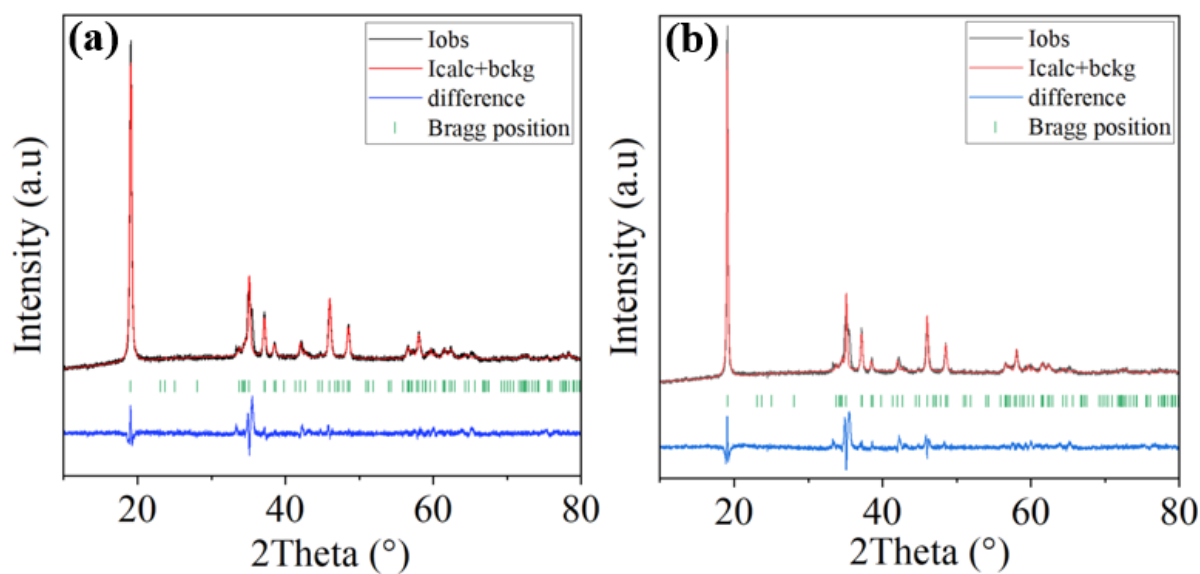 (a)
Iobs
Icalc+bckg
difference
Bragg position
Intensity (a.u)
20
40
60
80
2Theta (°)
(b)
Iobs
Icalc+bckg
difference
Bragg position
Intensity (a.u)
20
40
60
80
2Theta (°)